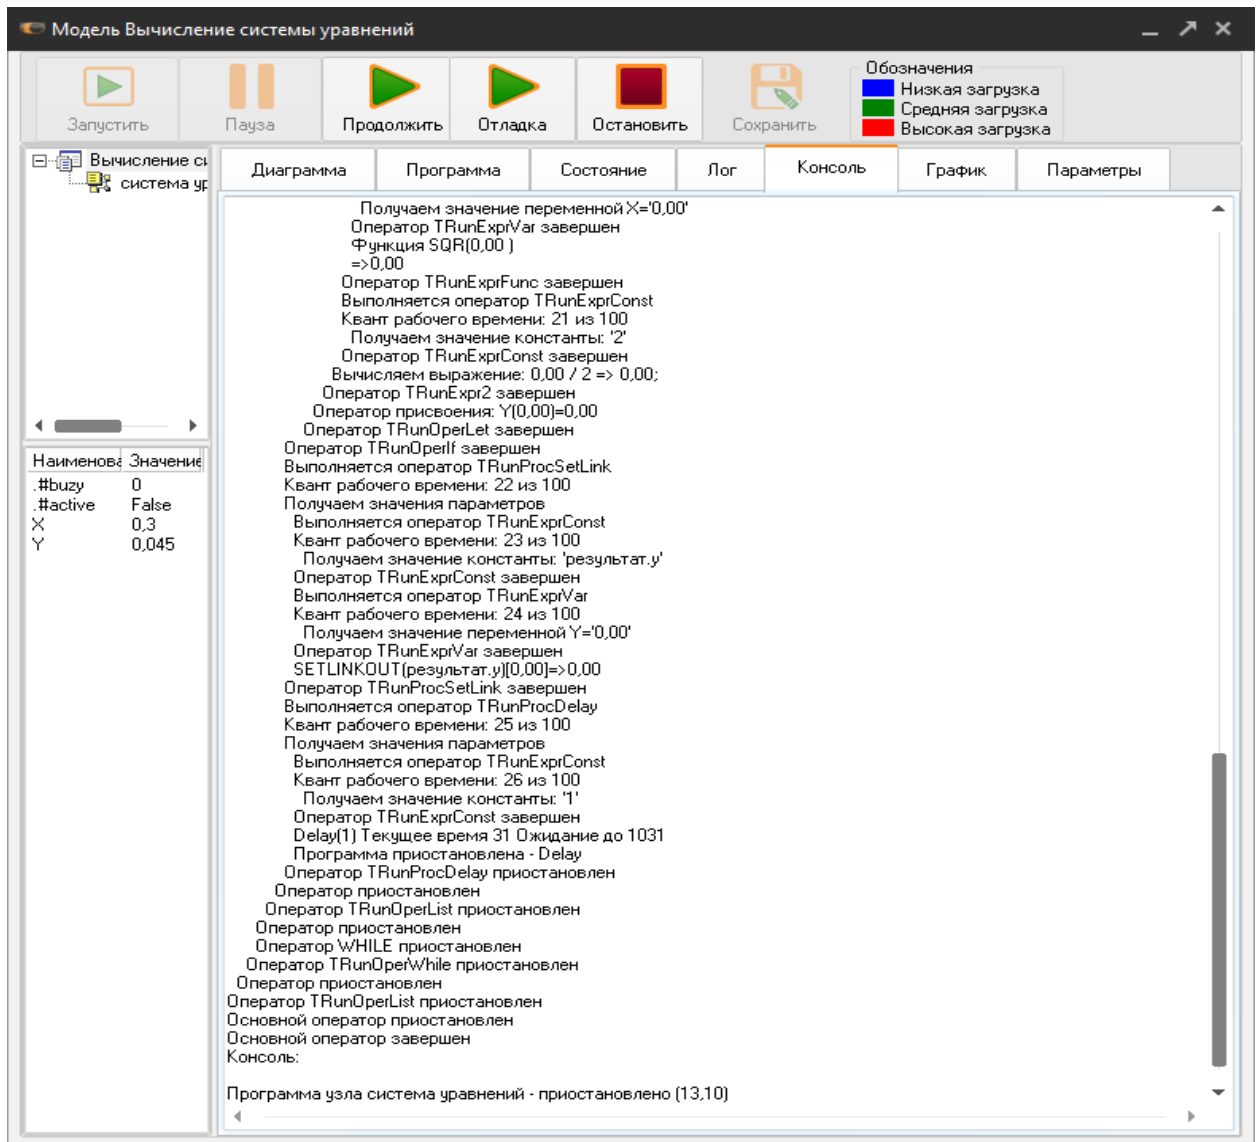 Модель Вычисление системы уравнений
Запустить
Пауза
Продолжить
Отладка
Остановить
Сохранить
Обозначения
Низкая загрузка
Средняя загрузка
Высокая загрузка
Вычисление си
система ур
Диаграмма
Программа
Состояние
Лог
Консоль
График
Параметры
Наименова Значение
.#buzy 0
.#active False
X 0,3
Y 0,045
Получаем значение переменной X='0,00'
Оператор TRunExprVar завершен
Функция SQR(0,00 )
=>0,00
Оператор TRunExprFunc завершен
Выполняется оператор TRunExprConst
Квант рабочего времени: 21 из 100
Получаем значение константы: '2'
Оператор TRunExprConst завершен
Вычисляем выражение: 0,00 / 2 => 0,00;
Оператор TRunExpr2 завершен
Оператор присвоения: Y(0,00)=0,00
Оператор TRunOperLet завершен
Оператор TRunOperIf завершен
Выполняется оператор TRunProcSetLink
Квант рабочего времени: 22 из 100
Получаем значения параметров
Выполняется оператор TRunExprConst
Квант рабочего времени: 23 из 100
Получаем значение константы: 'результат.y'
Оператор TRunExprConst завершен
Выполняется оператор TRunExprVar
Квант рабочего времени: 24 из 100
Получаем значение переменной Y='0,00'
Оператор TRunExprVar завершен
SETLINKOUT(результат.y)[0,00]=>0,00
Оператор TRunProcSetLink завершен
Выполняется оператор TRunProcDelay
Квант рабочего времени: 25 из 100
Получаем значения параметров
Выполняется оператор TRunExprConst
Квант рабочего времени: 26 из 100
Получаем значение константы: '1'
Оператор TRunExprConst завершен
Delay(1) Текущее время 31 Ожидание до 1031
Программа приостановлена - Delay
Оператор TRunProcDelay приостановлен
Оператор приостановлен
Оператор TRunOperList приостановлен
Оператор приостановлен
Оператор WHILE приостановлен
Оператор TRunOperWhile приостановлен
Оператор приостановлен
Оператор TRunOperList приостановлен
Основной оператор приостановлен
Основной оператор завершен
Консоль:
Программа узла система уравнений - приостановлено (13,10)